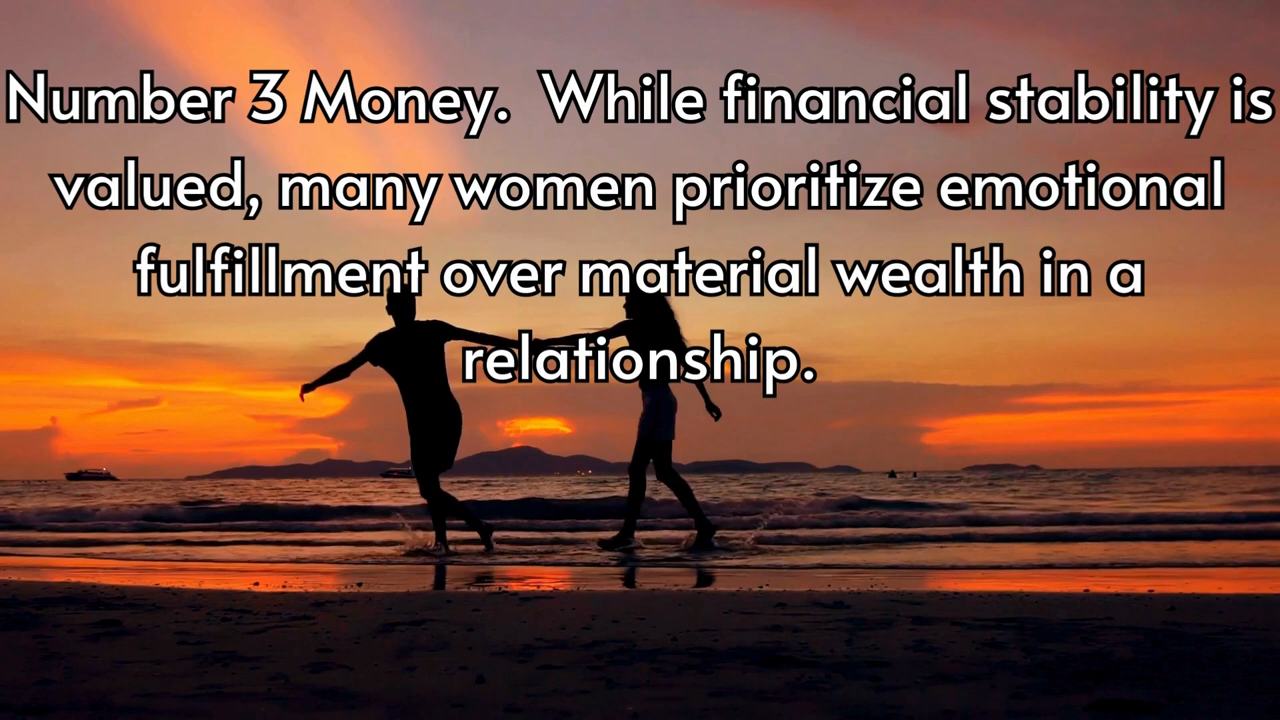 Number 3 Money.  While financial stability is
valued, many women prioritize emotional
fulfillment over material wealth in a
relationship.